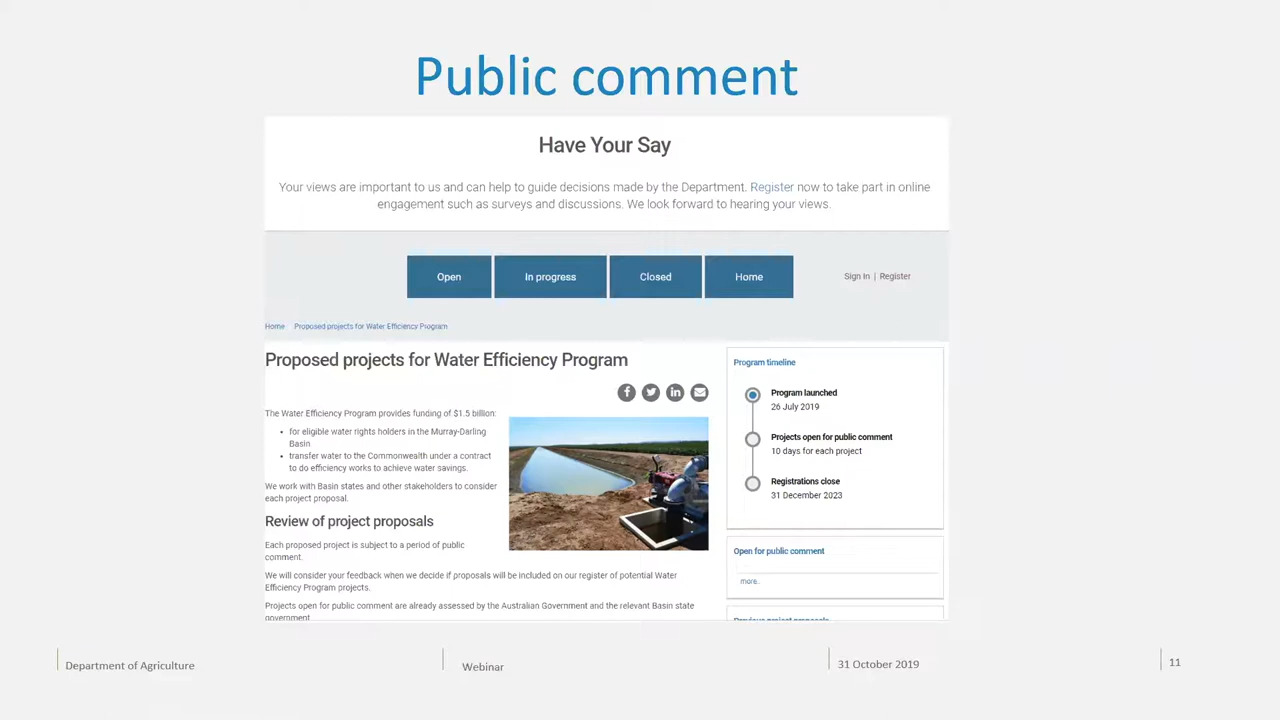 Public comment
Have Your Say
Your views are important to us and can help to guide decisions made by the Department. Register now to take part in online
engagement such as surveys and discussions. We look forward to hearing your views.
Open
In progress
Closed
Home
Sign In | Register
Home Proposed projects for Water Efficiency Program
Proposed projects for Water Efficiency Program
The Water Efficiency Program provides funding of $1.5 billion:
• for eligible water rights holders in the Murray-Darling
Basin
• transfer water to the Commonwealth under a contract
to do efficiency works to achieve water savings.
We work with Basin states and other stakeholders to consider
each project proposal.
Review of project proposals
Each proposed project is subject to a period of public
comment.
We will consider your feedback when we decide if proposals will be included on our register of potential Water
Efficiency Program projects.
Projects open for public comment are already assessed by the Australian Government and the relevant Basin state
government
Program timeline
Program launched
26 July 2019
Projects open for public comment
10 days for each project
Registrations close
31 December 2023
Open for public comment
more.
Previous project proposals
Department of Agriculture
Webinar
31 October 2019
11